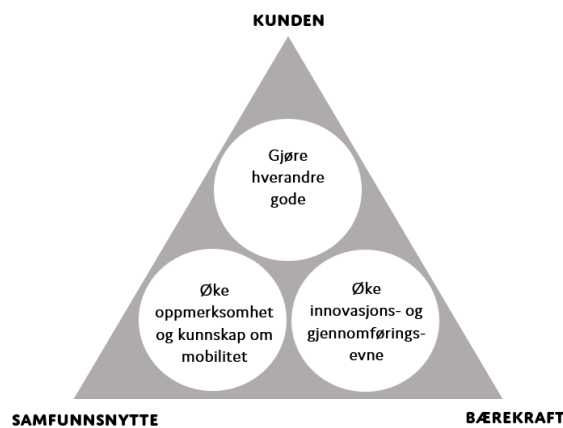 KUNDEN
Gjøre
hverandre
gode
Øke
oppmerksomhet
og kunnskap om
mobilitet
Øke
innovasjons- og
gjennomførings-
evne
SAMFUNNSNYTTE
BÆREKRAFT